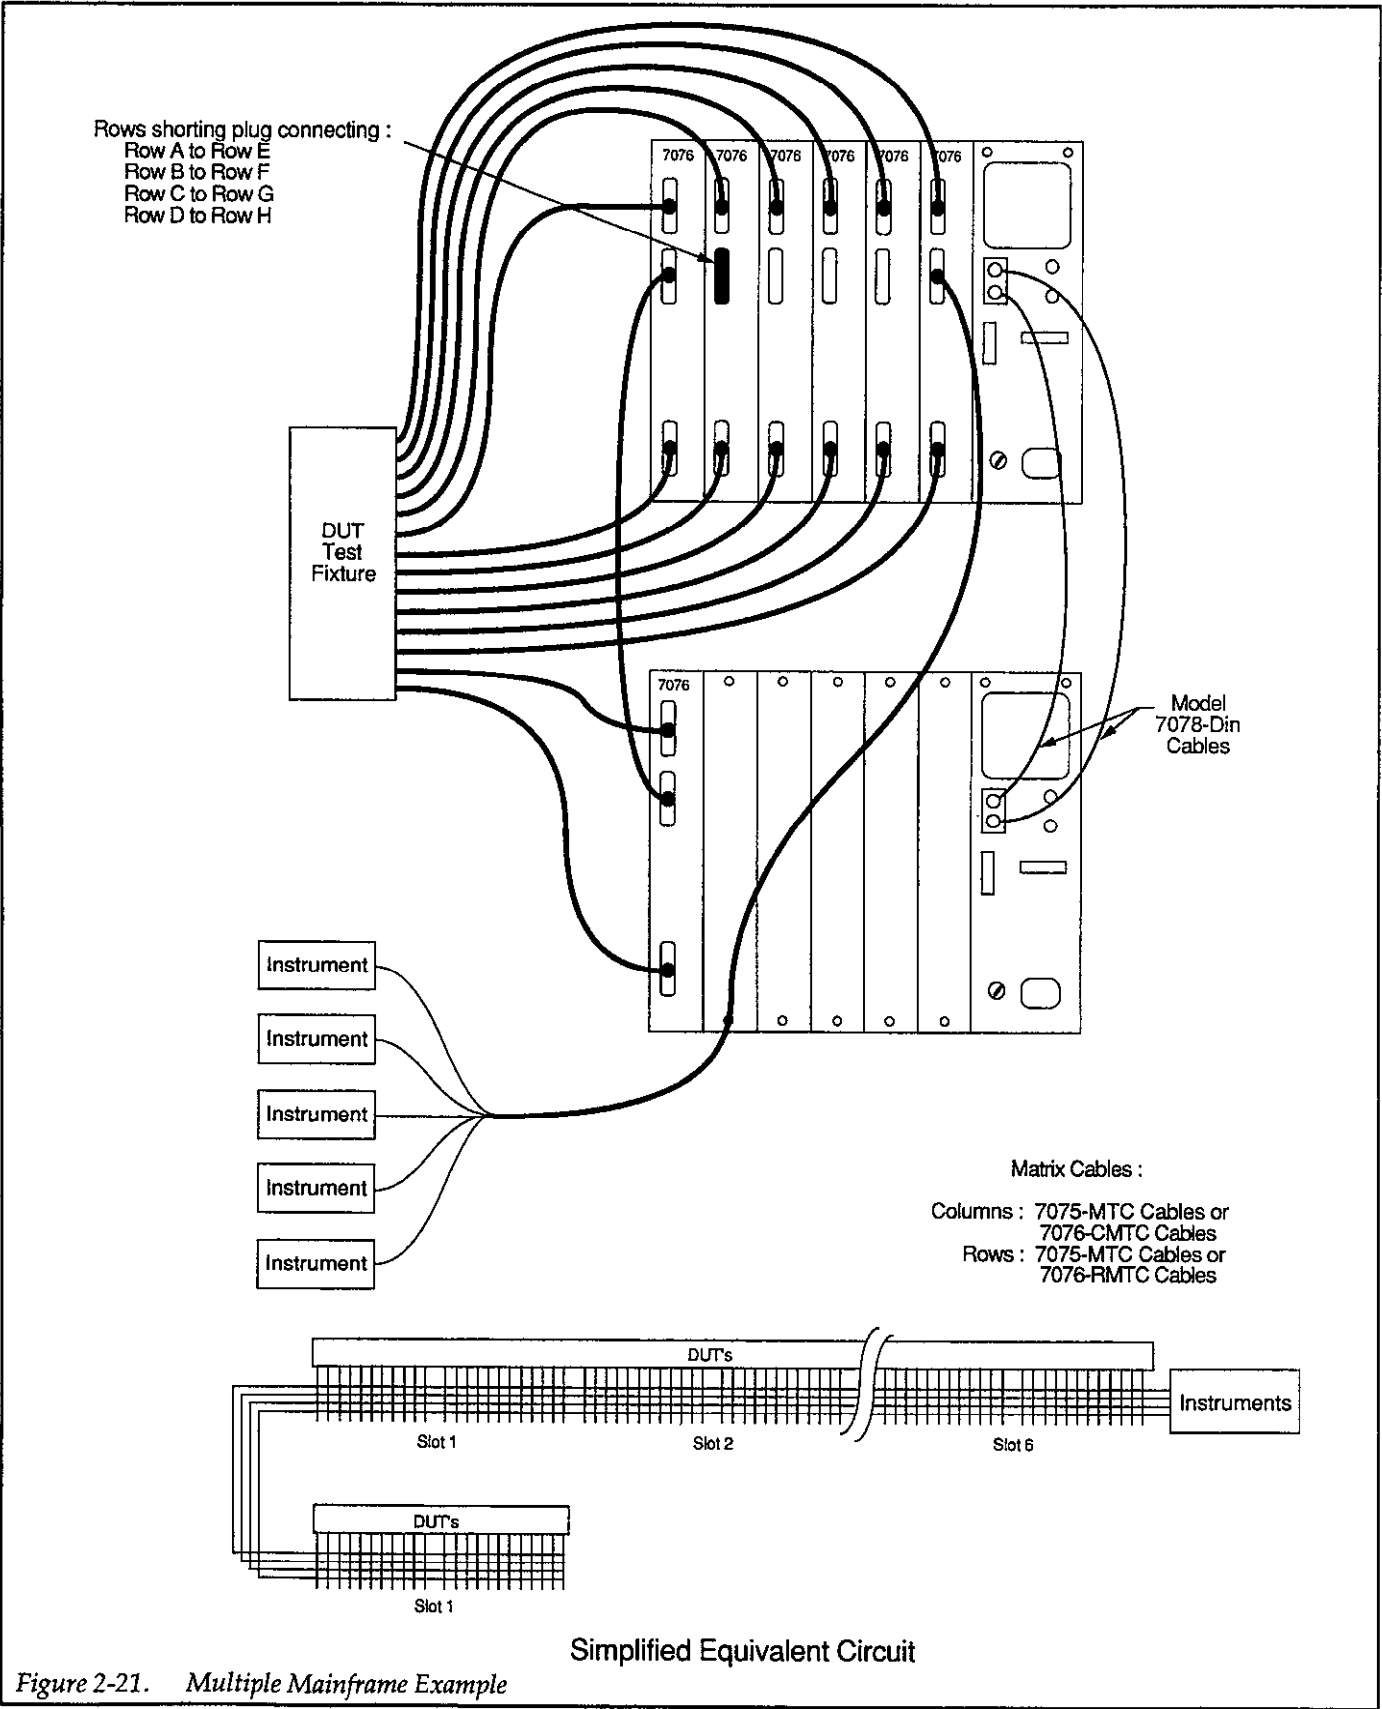 Rows shorting plug connecting :
Row A to Row E
Row B to Row F
Row C to Row G
Row D to Row H
7076 7076 7076 7076 7076 7076
DUT
Test
Fixture
7076
Model
7078-Din
Cables
Instrument
Instrument
Instrument
Instrument
Instrument
Matrix Cables :
Columns : 7075-MTC Cables or
7076-CMTC Cables
Rows : 7075-MTC Cables or
7076-RMTC Cables
DUT's
Instruments
Slot 1 Slot 2 Slot 6
DUT's
Slot 1
Simplified Equivalent Circuit
Figure 2-21. Multiple Mainframe Example